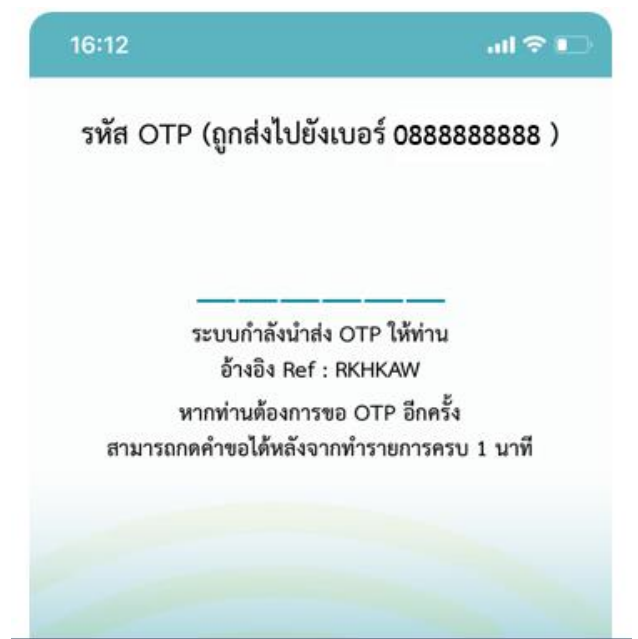 16:12
รหัส OTP (ถูกส่งไปยังเบอร์ 0888888888 )
ระบบกำลังนำส่ง OTP ให้ท่าน
อ้างอิง Ref : RKHKAW
หากท่านต้องการขอ OTP อีกครั้ง
สามารถกดคำขอได้หลังจากทำรายการครบ 1 นาที